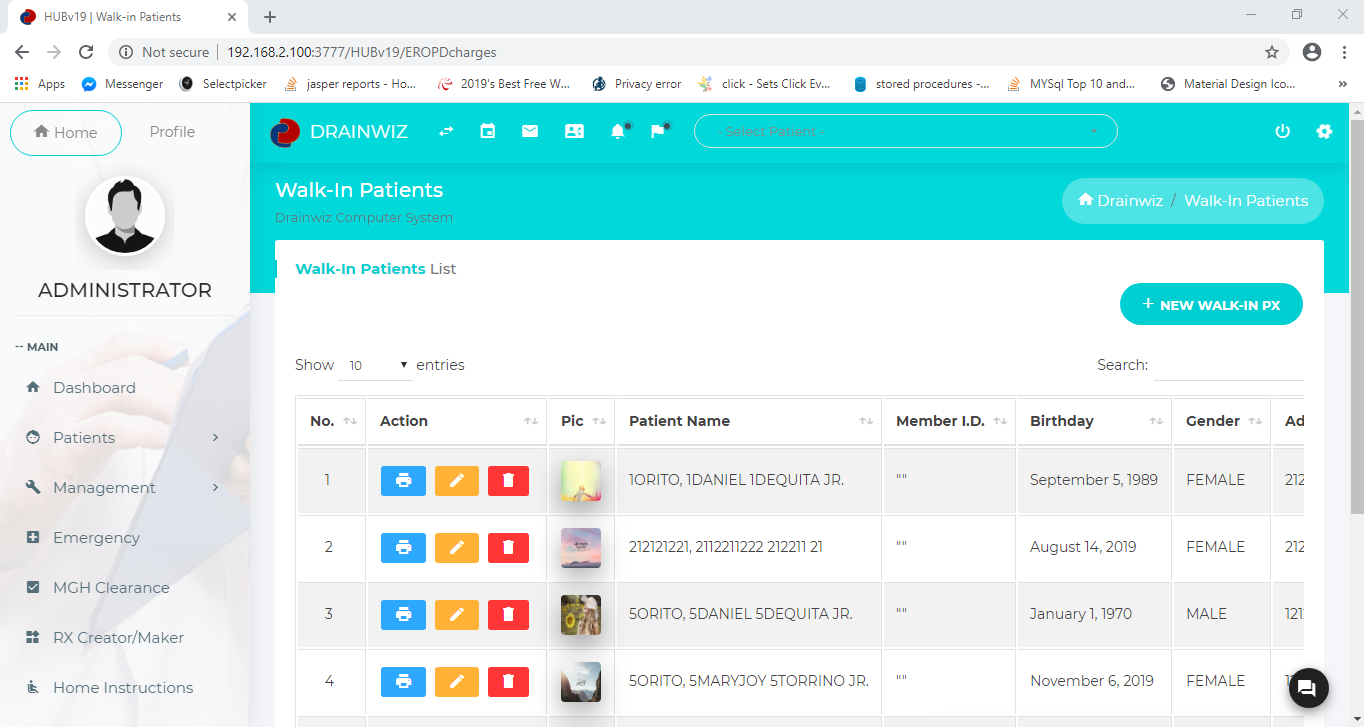 HUBv19 | Walk-in Patients
Not secure | 192.168.2.100:3777/HUBv19/EROPDcharges
Apps Messenger Selectpicker jasper reports - Ho... 2019's Best Free W... Privacy error click - Sets Click Ev... stored procedures -... MYSql Top 10 and... Material Design Ico... »
Home Profile
DRAINWIZ - Select Patient -
ADMINISTRATOR
-- MAIN
Dashboard
Patients
Management
Emergency
MGH Clearance
RX Creator/Maker
Home Instructions
Walk-In Patients
Drainwiz Computer System
Drainwiz / Walk-In Patients
Walk-In Patients List
+ NEW WALK-IN PX
Show 10 entries Search:
No. Action Pic Patient Name Member I.D. Birthday Gender Ad
1 1ORITO, 1DANIEL 1DEQUITA JR. "" September 5, 1989 FEMALE 212
2 212121221, 2112211222 212211 21 "" August 14, 2019 FEMALE 212
3 5ORITO, 5DANIEL 5DEQUITA JR. "" January 1, 1970 MALE 1212
4 5ORITO, 5MARYJOY 5TORRINO JR. "" November 6, 2019 FEMALE